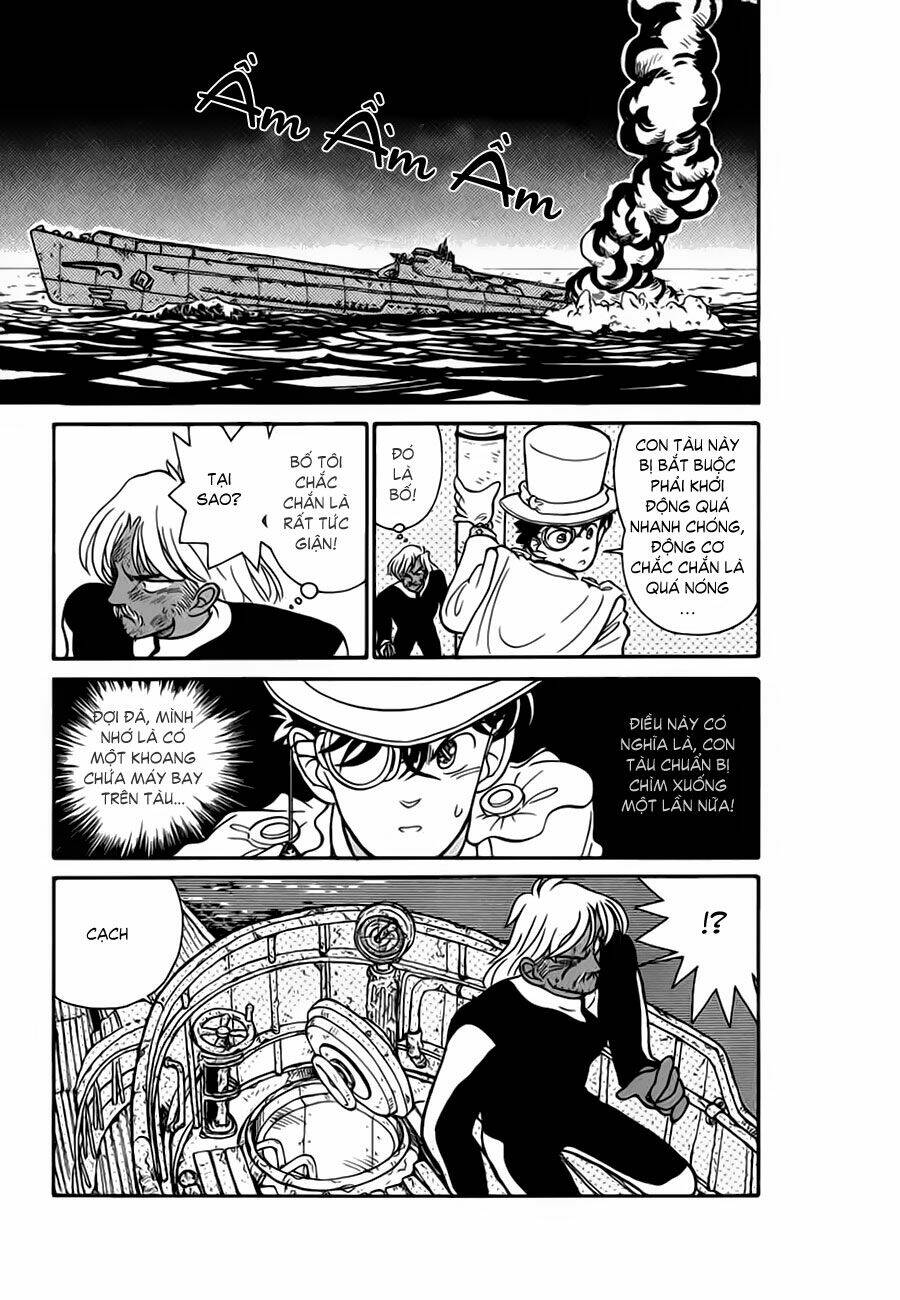 Ầm Ầm Ầm
CON TÀU NÀY
BỊ BẮT BUỘC
PHẢI KHỞI
ĐỘNG QUÁ
NHANH CHÓNG,
ĐỘNG CƠ
CHẮC CHẮN LÀ
QUÁ NÓNG
...
ĐÓ
LÀ
BỐ!
BỐ TÔI
CHẮC
CHẮN LÀ
RẤT TỨC
GIẬN!
TẠI
SAO?
ĐIỀU NÀY CÓ
NGHĨA LÀ, CON
TÀU CHUẨN BỊ
CHÌM XUỐNG
MỘT LẦN NỮA!
ĐỢI ĐÃ, MÌNH
NHỚ LÀ CÓ
MỘT KHOANG
CHỨA MÁY BAY
TRÊN TÀU...
!?
CẠCH